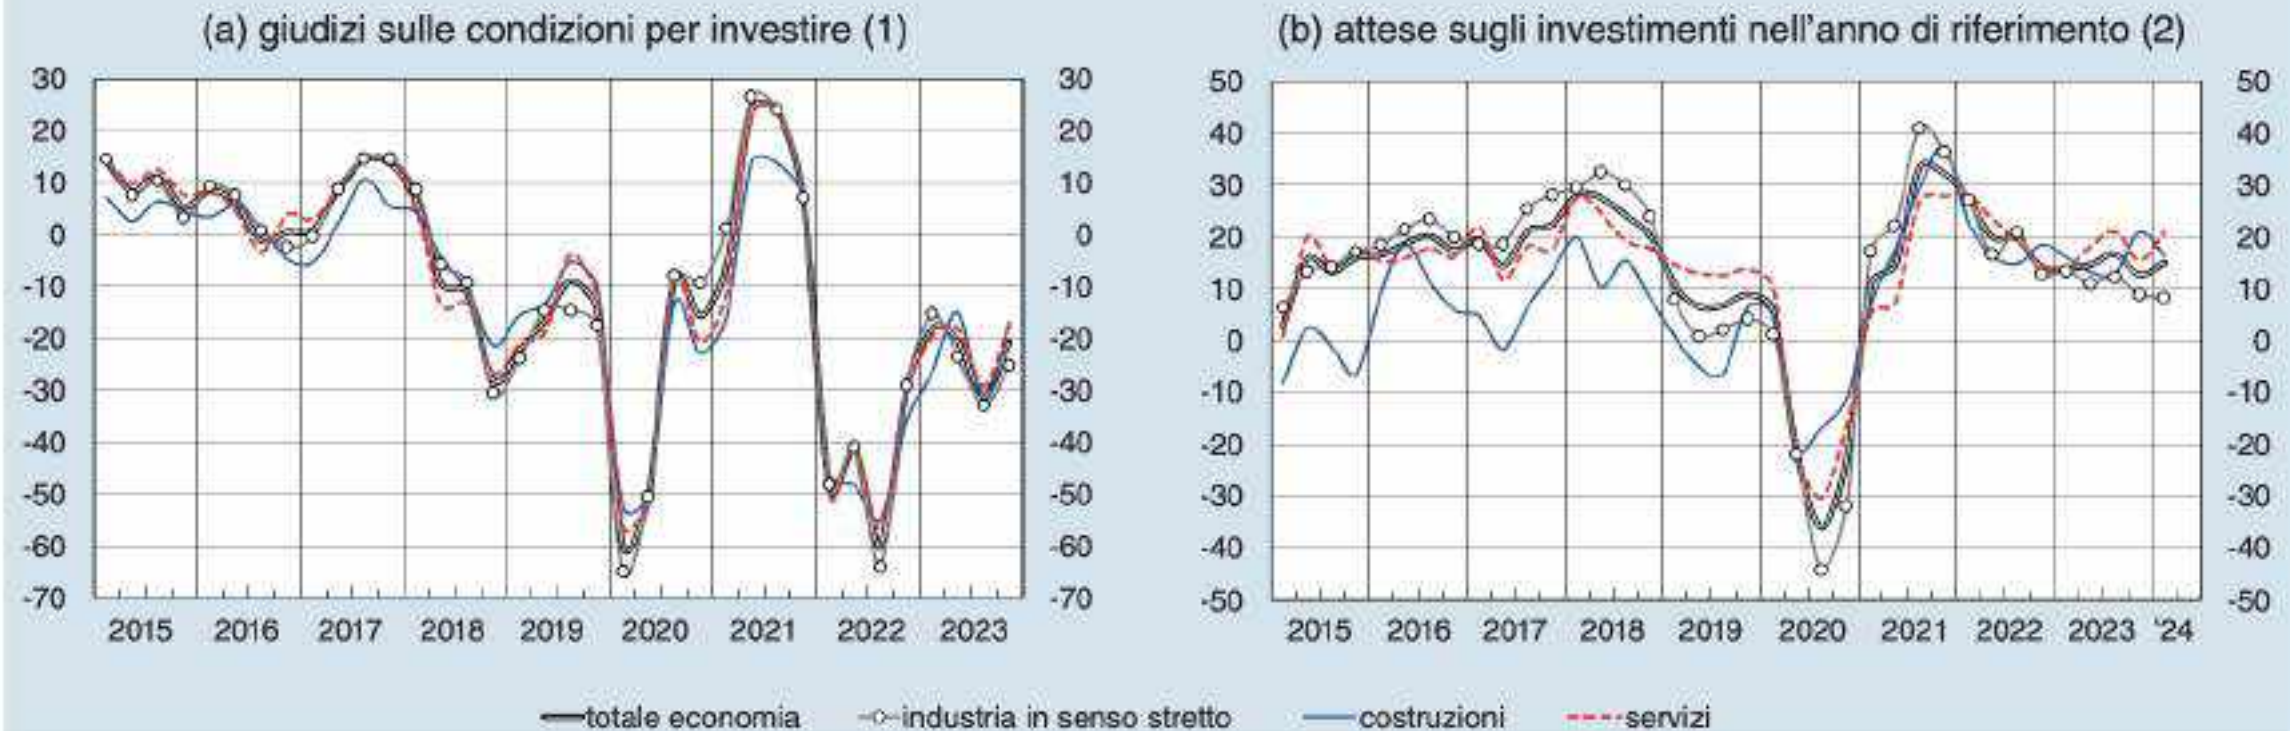 (a) giudizi sulle condizioni per investire (1)
(b) attese sugli investimenti nell'anno di riferimento (2)
30 30 50 50
20 20 40 40
10 10 30 30
0 0 20 20
-10 -10 10 10
-20 -20 0 0
-30 -30 -10 -10
-40 -40 -20 -20
-50 -50 -30 -30
-60 -60 -40 -40
-70 -70 -50 -50
2015 2016 2017 2018 2019 2020 2021 2022 2023
2015 2016 2017 2018 2019 2020 2021 2022 2023 '24
totale economia industria in senso stretto costruzioni servizi